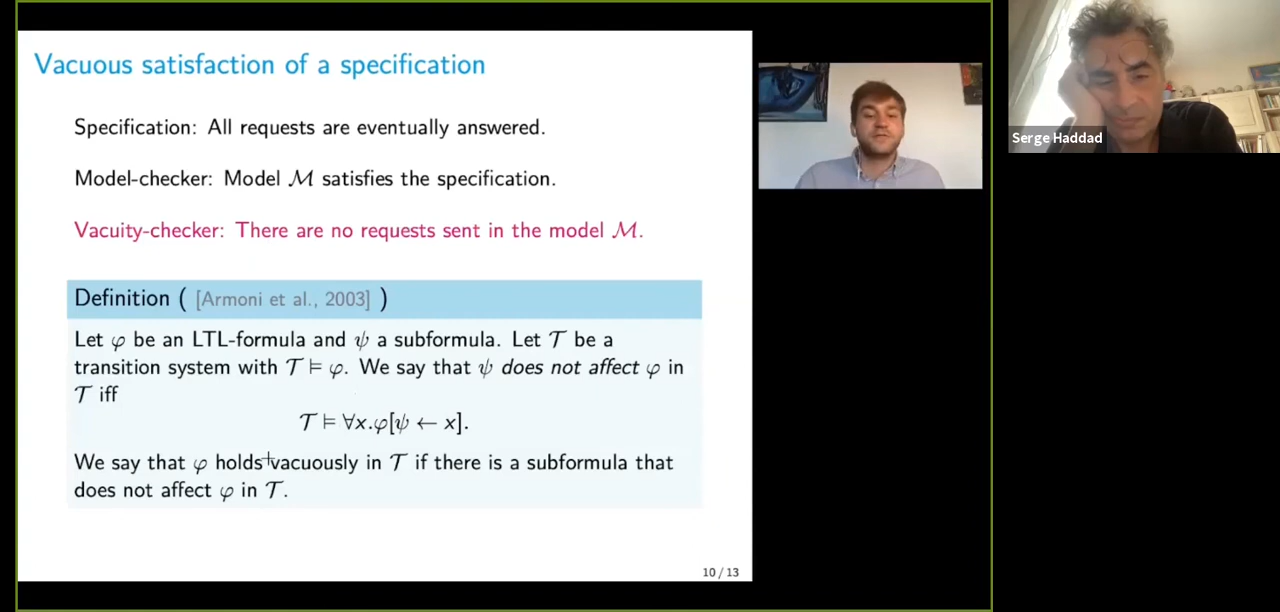 Vacuous satisfaction of a specification
Specification: All requests are eventually answered.
Model-checker: Model ℳ satisfies the specification.
Vacuity-checker: There are no requests sent in the model ℳ.
Definition ( [Armoni et al., 2003] )
Let φ be an LTL-formula and ψ a subformula. Let 𝒯 be a
transition system with 𝒯 ⊨ φ. We say that ψ does not affect φ in
𝒯 iff
𝒯 ⊨ ∀x.φ[ψ ← x].
We say that φ holds vacuously in 𝒯 if there is a subformula that
does not affect φ in 𝒯.
10 / 13
Serge Haddad